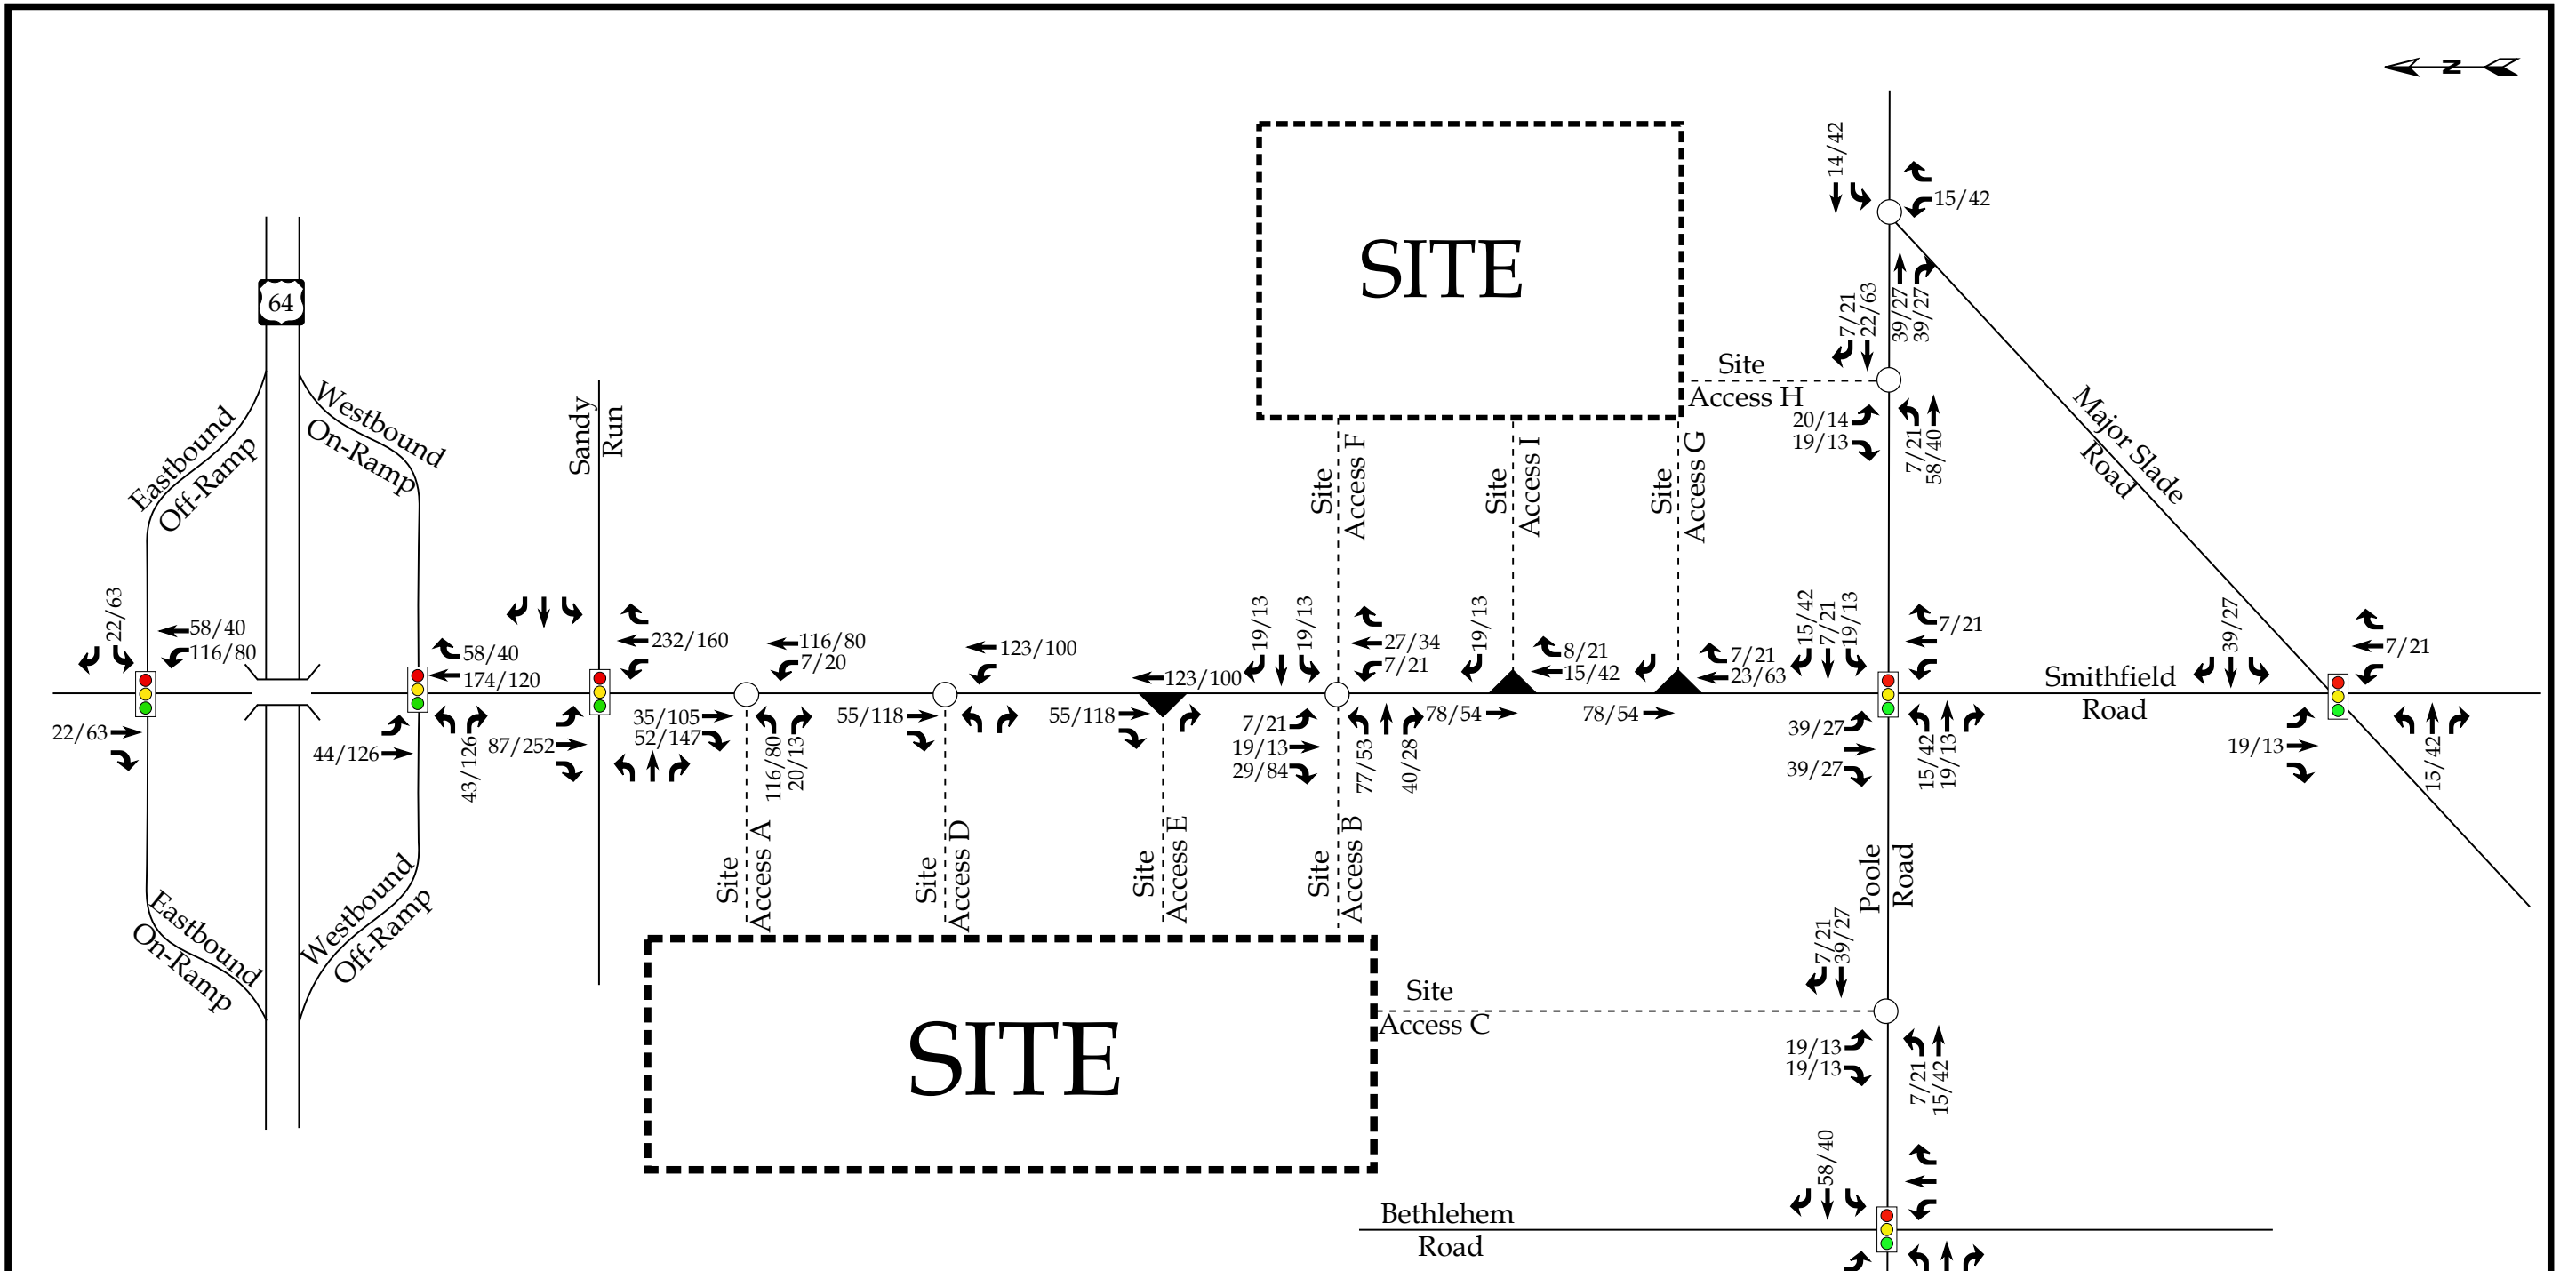 N
14/42
15/42
SITE
64
7/21
22/63
39/27
39/27
Site
Access H
20/14
19/13
7/21
58/40
Major Slade
Road
Eastbound
Off-Ramp
Westbound
On-Ramp
Sandy
Run
Site
Access F
Site
Access I
Site
Access G
22/63
58/40
116/80
58/40
174/120
232/160
116/80
7/20
123/100
123/100
19/13
19/13
27/34
7/21
19/13
8/21
15/42
7/21
23/63
15/42
7/21
19/13
7/21
Smithfield
Road
39/27
7/21
22/63
44/126
43/126
87/252
35/105
52/147
116/80
20/13
55/118
55/118
7/21
19/13
29/84
77/53
40/28
78/54
78/54
39/27
39/27
15/42
19/13
19/13
15/42
Site
Access A
Site
Access D
Site
Access E
Site
Access B
Poole
Road
Eastbound
On-Ramp
Westbound
Off-Ramp
7/21
39/27
SITE
Site
Access C
19/13
19/13
7/21
15/42
58/40
Bethlehem
Road